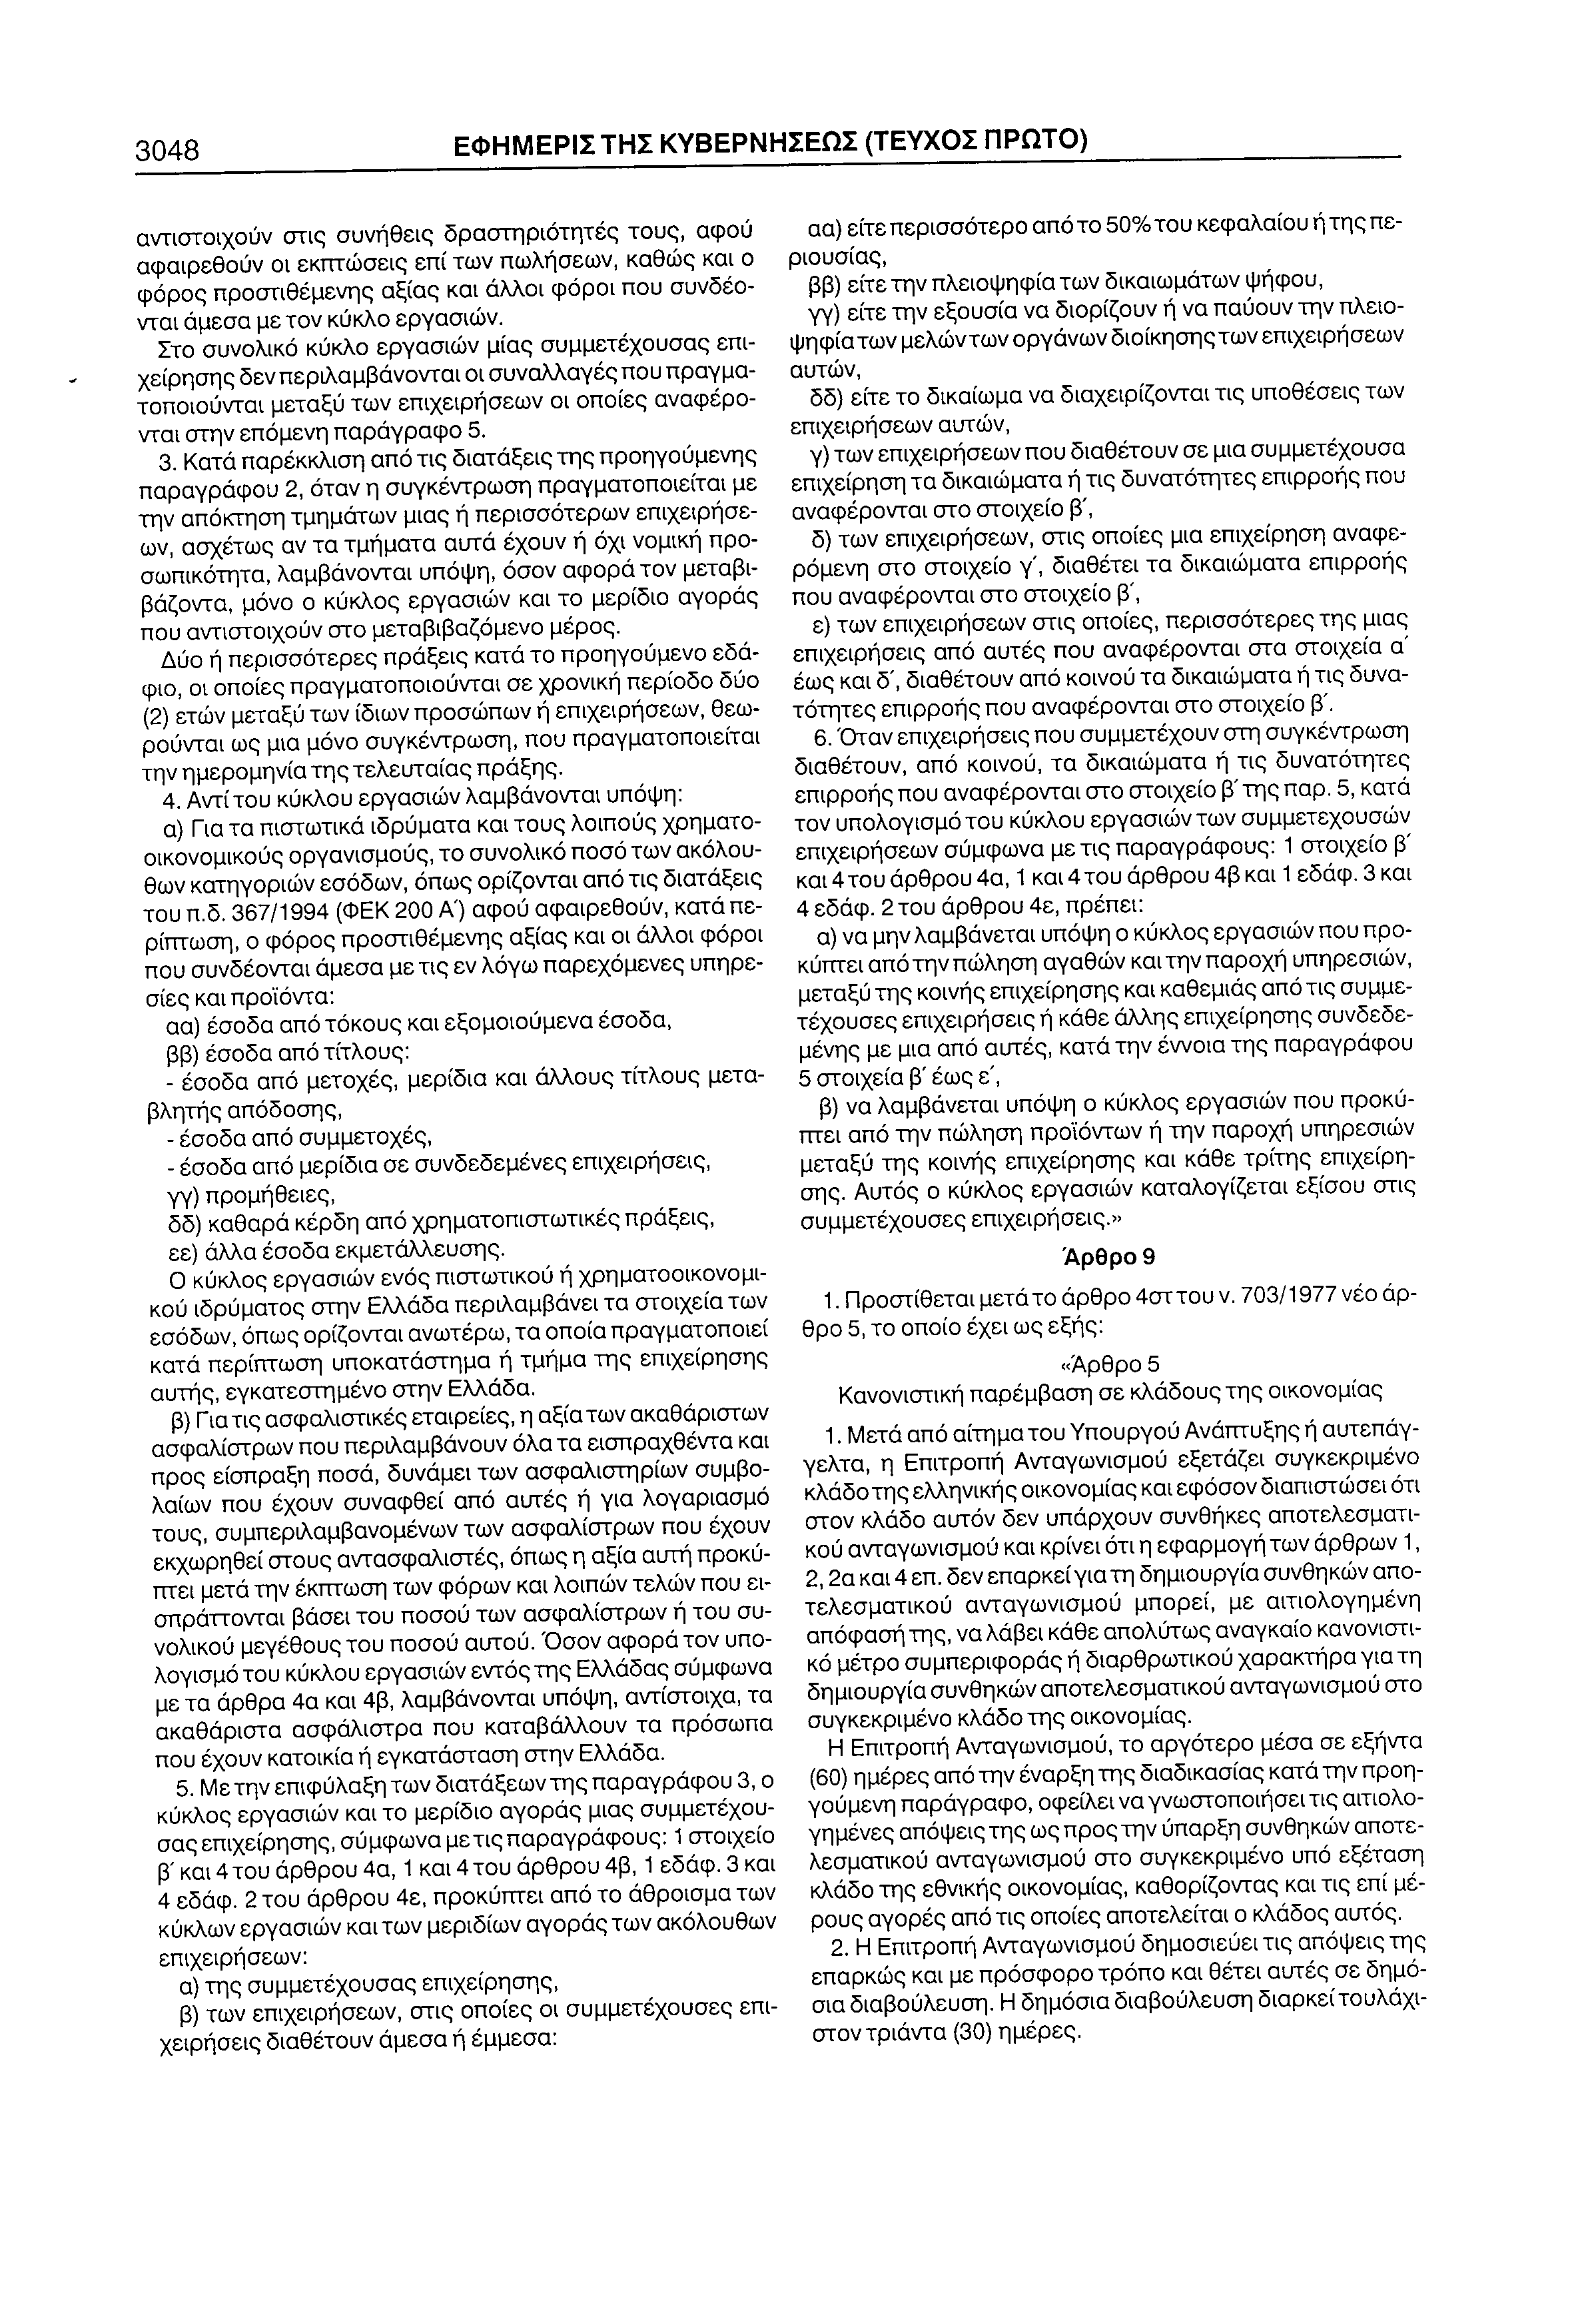 3048
ΕΦΗΜΕΡΙΣ ΤΗΣ ΚΥΒΕΡΝΗΣΕΩΣ (ΤΕΥΧΟΣ ΠΡΩΤΟ)
αντιστοιχούν στις συνήθεις δραστηριότητές τους, αφού
αφαιρεθούν οι εκπτώσεις επί των πωλήσεων, καθώς και ο
φόρος προστιθέμενης αξίας και άλλοι φόροι που συνδέο-
νται άμεσα με τον κύκλο εργασιών.
Στο συνολικό κύκλο εργασιών μίας συμμετέχουσας επι-
χείρησης δεν περιλαμβάνονται οι συναλλαγές που πραγμα-
τοποιούνται μεταξύ των επιχειρήσεων οι οποίες αναφέρο-
νται στην επόμενη παράγραφο 5.
3. Κατά παρέκκλιση από τις διατάξεις της προηγούμενης
παραγράφου 2, όταν η συγκέντρωση πραγματοποιείται με
την απόκτηση τμημάτων μιας ή περισσότερων επιχειρήσε-
ων, ασχέτως αν τα τμήματα αυτά έχουν ή όχι νομική προ-
σωπικότητα, λαμβάνονται υπόψη, όσον αφορά τον μεταβι-
βάζοντα, μόνο ο κύκλος εργασιών και το μερίδιο αγοράς
που αντιστοιχούν στο μεταβιβαζόμενο μέρος.
Δύο ή περισσότερες πράξεις κατά το προηγούμενο εδά-
φιο, οι οποίες πραγματοποιούνται σε χρονική περίοδο δύο
(2) ετών μεταξύ των ίδιων προσώπων ή επιχειρήσεων, θεω-
ρούνται ως μια μόνο συγκέντρωση, που πραγματοποιείται
την ημερομηνία της τελευταίας πράξης.
4. Αντί του κύκλου εργασιών λαμβάνονται υπόψη:
α) Για τα πιστωτικά ιδρύματα και τους λοιπούς χρηματο-
οικονομικούς οργανισμούς, το συνολικό ποσό των ακόλου-
θων κατηγοριών εσόδων, όπως ορίζονται από τις διατάξεις
του π.δ. 367/1994 (ΦΕΚ 200 Α') αφού αφαιρεθούν, κατά πε-
ρίπτωση, ο φόρος προστιθέμενης αξίας και οι άλλοι φόροι
που συνδέονται άμεσα με τις εν λόγω παρεχόμενες υπηρε-
σίες και προϊόντα:
αα) έσοδα από τόκους και εξομοιούμενα έσοδα,
ββ) έσοδα από τίτλους:
- έσοδα από μετοχές, μερίδια και άλλους τίτλους μετα-
βλητής απόδοσης,
- έσοδα από συμμετοχές,
- έσοδα από μερίδια σε συνδεδεμένες επιχειρήσεις,
γγ) προμήθειες,
δδ) καθαρά κέρδη από χρηματοπιστωτικές πράξεις,
εε) άλλα έσοδα εκμετάλλευσης.
Ο κύκλος εργασιών ενός πιστωτικού ή χρηματοοικονομι-
κού ιδρύματος στην Ελλάδα περιλαμβάνει τα στοιχεία των
εσόδων, όπως ορίζονται ανωτέρω, τα οποία πραγματοποιεί
κατά περίπτωση υποκατάστημα ή τμήμα της επιχείρησης
αυτής, εγκατεστημένο στην Ελλάδα.
β) Για τις ασφαλιστικές εταιρείες, η αξία των ακαθάριστων
ασφαλίστρων που περιλαμβάνουν όλα τα εισπραχθέντα και
προς είσπραξη ποσά, δυνάμει των ασφαλιστηρίων συμβο-
λαίων που έχουν συναφθεί από αυτές ή για λογαριασμό
τους, συμπεριλαμβανομένων των ασφαλίστρων που έχουν
εκχωρηθεί στους αντασφαλιστές, όπως η αξία αυτή προκύ-
πτει μετά την έκπτωση των φόρων και λοιπών τελών που ει-
σπράττονται βάσει του ποσού των ασφαλίστρων ή του συ-
νολικού μεγέθους του ποσού αυτού. Όσον αφορά τον υπο-
λογισμό του κύκλου εργασιών εντός της Ελλάδας σύμφωνα
με τα άρθρα 4α και 4β, λαμβάνονται υπόψη, αντίστοιχα, τα
ακαθάριστα ασφάλιστρα που καταβάλλουν τα πρόσωπα
που έχουν κατοικία ή εγκατάσταση στην Ελλάδα.
5. Με την επιφύλαξη των διατάξεων της παραγράφου 3, ο
κύκλος εργασιών και το μερίδιο αγοράς μιας συμμετέχου-
σας επιχείρησης, σύμφωνα με τις παραγράφους: 1 στοιχείο
β' και 4 του άρθρου 4α, 1 και 4 του άρθρου 4β, 1 εδάφ. 3 και
4 εδάφ. 2 του άρθρου 4ε, προκύπτει από το άθροισμα των
κύκλων εργασιών και των μεριδίων αγοράς των ακόλουθων
επιχειρήσεων:
α) της συμμετέχουσας επιχείρησης,
β) των επιχειρήσεων, στις οποίες οι συμμετέχουσες επι-
χειρήσεις διαθέτουν άμεσα ή έμμεσα:
αα) είτε περισσότερο από το 50% του κεφαλαίου ή της πε-
ριουσίας,
ββ) είτε την πλειοψηφία των δικαιωμάτων ψήφου,
γγ) είτε την εξουσία να διορίζουν ή να παύουν την πλειο-
ψηφία των μελών των οργάνων διοίκησης των επιχειρήσεων
αυτών,
δδ) είτε το δικαίωμα να διαχειρίζονται τις υποθέσεις των
επιχειρήσεων αυτών,
γ) των επιχειρήσεων που διαθέτουν σε μια συμμετέχουσα
επιχείρηση τα δικαιώματα ή τις δυνατότητες επιρροής που
αναφέρονται στο στοιχείο β',
δ) των επιχειρήσεων, στις οποίες μια επιχείρηση αναφε-
ρόμενη στο στοιχείο γ', διαθέτει τα δικαιώματα επιρροής
που αναφέρονται στο στοιχείο β',
ε) των επιχειρήσεων στις οποίες, περισσότερες της μιας
επιχειρήσεις από αυτές που αναφέρονται στα στοιχεία α'
έως και δ', διαθέτουν από κοινού τα δικαιώματα ή τις δυνα-
τότητες επιρροής που αναφέρονται στο στοιχείο β'.
6. Όταν επιχειρήσεις που συμμετέχουν στη συγκέντρωση
διαθέτουν, από κοινού, τα δικαιώματα ή τις δυνατότητες
επιρροής που αναφέρονται στο στοιχείο β' της παρ. 5, κατά
τον υπολογισμό του κύκλου εργασιών των συμμετεχουσών
επιχειρήσεων σύμφωνα με τις παραγράφους: 1 στοιχείο β'
και 4 του άρθρου 4α, 1 και 4 του άρθρου 4β και 1 εδάφ. 3 και
4 εδάφ. 2 του άρθρου 4ε, πρέπει:
α) να μην λαμβάνεται υπόψη ο κύκλος εργασιών που προ-
κύπτει από την πώληση αγαθών και την παροχή υπηρεσιών,
μεταξύ της κοινής επιχείρησης και καθεμιάς από τις συμμε-
τέχουσες επιχειρήσεις ή κάθε άλλης επιχείρησης συνδεδε-
μένης με μια από αυτές, κατά την έννοια της παραγράφου
5 στοιχεία β' έως ε',
β) να λαμβάνεται υπόψη ο κύκλος εργασιών που προκύ-
πτει από την πώληση προϊόντων ή την παροχή υπηρεσιών
μεταξύ της κοινής επιχείρησης και κάθε τρίτης επιχείρη-
σης. Αυτός ο κύκλος εργασιών καταλογίζεται εξίσου στις
συμμετέχουσες επιχειρήσεις.»
Άρθρο 9
1. Προστίθεται μετά το άρθρο 4στ του ν. 703/1977 νέο άρ-
θρο 5, το οποίο έχει ως εξής:
«Άρθρο 5
Κανονιστική παρέμβαση σε κλάδους της οικονομίας
1. Μετά από αίτημα του Υπουργού Ανάπτυξης ή αυτεπάγ-
γελτα, η Επιτροπή Ανταγωνισμού εξετάζει συγκεκριμένο
κλάδο της ελληνικής οικονομίας και εφόσον διαπιστώσει ότι
στον κλάδο αυτόν δεν υπάρχουν συνθήκες αποτελεσματι-
κού ανταγωνισμού και κρίνει ότι η εφαρμογή των άρθρων 1,
2, 2α και 4 επ. δεν επαρκεί για τη δημιουργία συνθηκών απο-
τελεσματικού ανταγωνισμού μπορεί, με αιτιολογημένη
απόφασή της, να λάβει κάθε απολύτως αναγκαίο κανονιστι-
κό μέτρο συμπεριφοράς ή διαρθρωτικού χαρακτήρα για τη
δημιουργία συνθηκών αποτελεσματικού ανταγωνισμού στο
συγκεκριμένο κλάδο της οικονομίας.
Η Επιτροπή Ανταγωνισμού, το αργότερο μέσα σε εξήντα
(60) ημέρες από την έναρξη της διαδικασίας κατά την προη-
γούμενη παράγραφο, οφείλει να γνωστοποιήσει τις αιτιολο-
γημένες απόψεις της ως προς την ύπαρξη συνθηκών αποτε-
λεσματικού ανταγωνισμού στο συγκεκριμένο υπό εξέταση
κλάδο της εθνικής οικονομίας, καθορίζοντας και τις επί μέ-
ρους αγορές από τις οποίες αποτελείται ο κλάδος αυτός.
2. Η Επιτροπή Ανταγωνισμού δημοσιεύει τις απόψεις της
επαρκώς και με πρόσφορο τρόπο και θέτει αυτές σε δημό-
σια διαβούλευση. Η δημόσια διαβούλευση διαρκεί τουλάχι-
στον τριάντα (30) ημέρες.